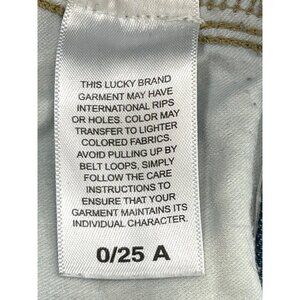 THIS LUCKY BRAND
GARMENT MAY HAVE
INTERNATIONAL RIPS
OR HOLES. COLOR MAY
TRANSFER TO LIGHTER
COLORED FABRICS.
AVOID PULLING UP BY
BELT LOOPS, SIMPLY
FOLLOW THE CARE
INSTRUCTIONS TO
ENSURE THAT YOUR
GARMENT MAINTAINS ITS
INDIVIDUAL CHARACTER.
0/25 A